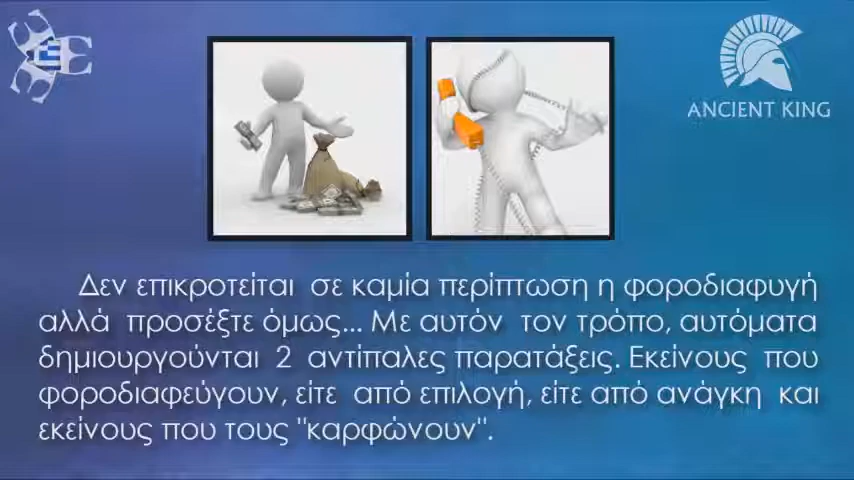 ANCIENT KING
Δεν επικροτείται σε καμία περίπτωση η φοροδιαφυγή
αλλά προσέξτε όμως... Με αυτόν τον τρόπο, αυτόματα
δημιουργούνται 2 αντίπαλες παρατάξεις. Εκείνους που
φοροδιαφεύγουν, είτε από επιλογή, είτε από ανάγκη και
εκείνους που τους "καρφώνουν".